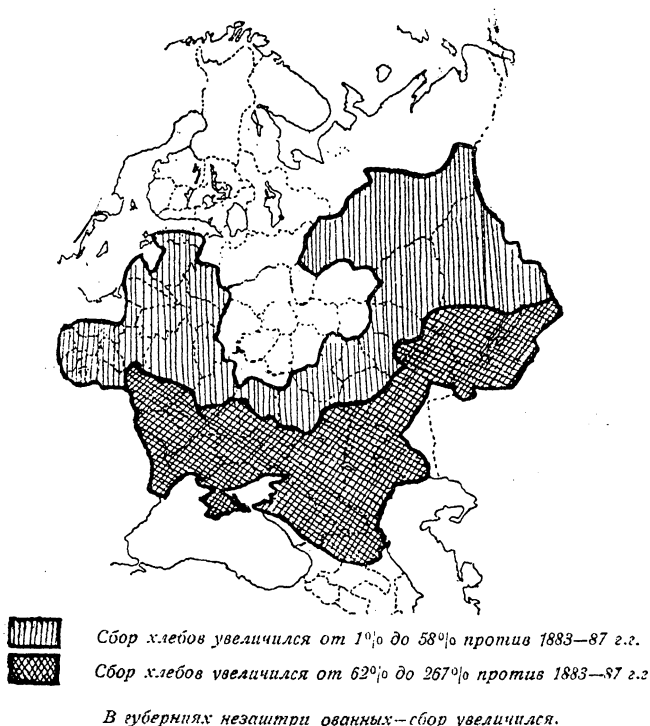 Сбор хлебов увеличился от 1% до 58% против 1883—87 г.г.
Сбор хлебов увеличился от 62% до 267% против 1883—87 г.г
В губерниях незаштри ованных—сбор увеличился.